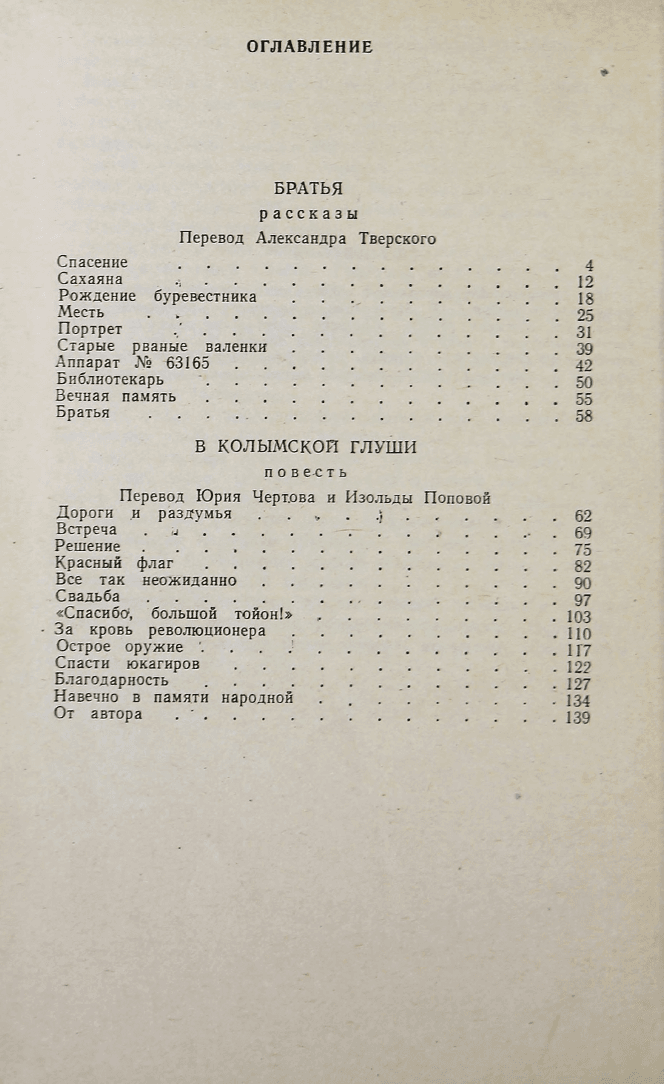 ОГЛАВЛЕНИЕ
БРАТЬЯ
рассказы
Перевод Александра Тверского
Спасение . . . . . . . . . . . . . . 4
Сахаяна . . . . . . . . . . . . . . 12
Рождение буревестника . . . . . . . . . . 18
Месть . . . . . . . . . . . . . . . 25
Портрет . . . . . . . . . . . . . . 31
Старые рваные валенки . . . . . . . . . . 39
Аппарат № 63165 . . . . . . . . . . . . 42
Библиотекарь . . . . . . . . . . . . . 50
Вечная память . . . . . . . . . . . . . 55
Братья . . . . . . . . . . . . . . . 58
В КОЛЫМСКОЙ ГЛУШИ
повесть
Перевод Юрия Чертова и Изольды Поповой
Дороги и раздумья . . . . . . . . . . . 62
Встреча . . . . . . . . . . . . . . 69
Решение . . . . . . . . . . . . . . . 75
Красный флаг . . . . . . . . . . . . . 82
Все так неожиданно . . . . . . . . . . . 90
Свадьба . . . . . . . . . . . . . . . 97
«Спасибо, большой тойон!» . . . . . . . . . 103
За кровь революционера . . . . . . . . . . 110
Острое оружие . . . . . . . . . . . . . 117
Спасти юкагиров . . . . . . . . . . . . 122
Благодарность . . . . . . . . . . . . . 127
Навечно в памяти народной . . . . . . . . . 134
От автора . . . . . . . . . . . . . . 139